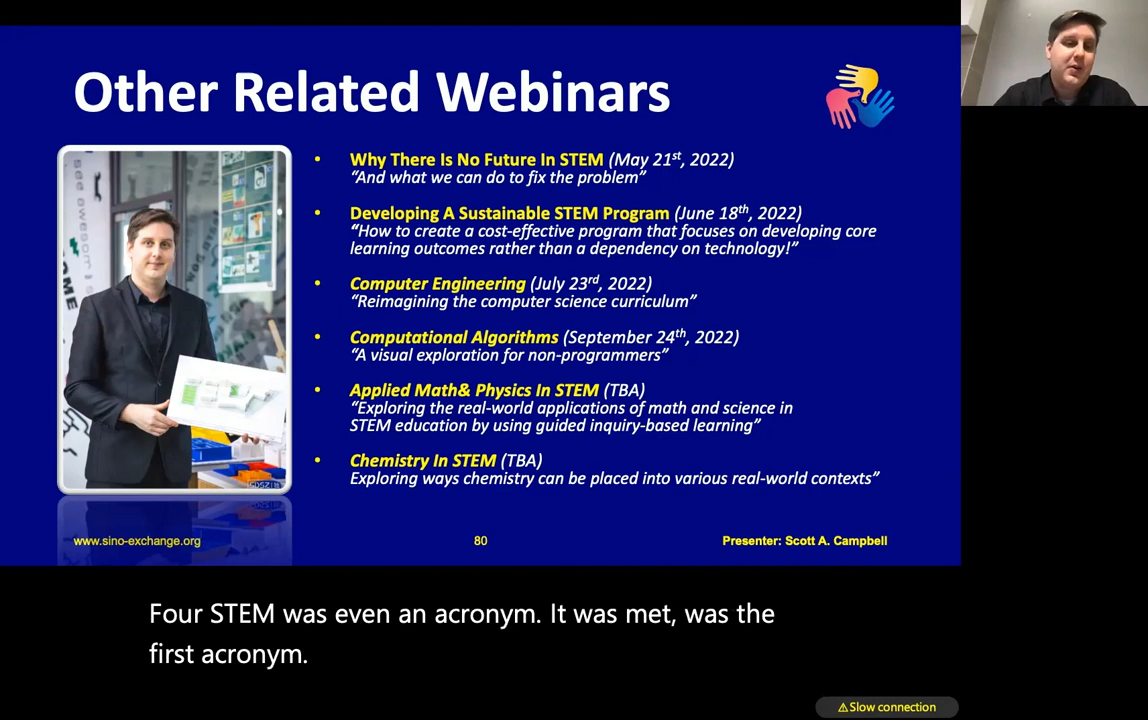 Other Related Webinars
• Why There Is No Future In STEM (May 21st, 2022)
“And what we can do to fix the problem”
• Developing A Sustainable STEM Program (June 18th, 2022)
“How to create a cost-effective program that focuses on developing core
learning outcomes rather than a dependency on technology!”
• Computer Engineering (July 23rd, 2022)
“Reimagining the computer science curriculum”
• Computational Algorithms (September 24th, 2022)
“A visual exploration for non-programmers”
• Applied Math& Physics In STEM (TBA)
“Exploring the real-world applications of math and science in
STEM education by using guided inquiry-based learning”
• Chemistry In STEM (TBA)
Exploring ways chemistry can be placed into various real-world contexts”
www.sino-exchange.org
80
Presenter: Scott A. Campbell
Four STEM was even an acronym. It was met, was the
first acronym.
⚠Slow connection